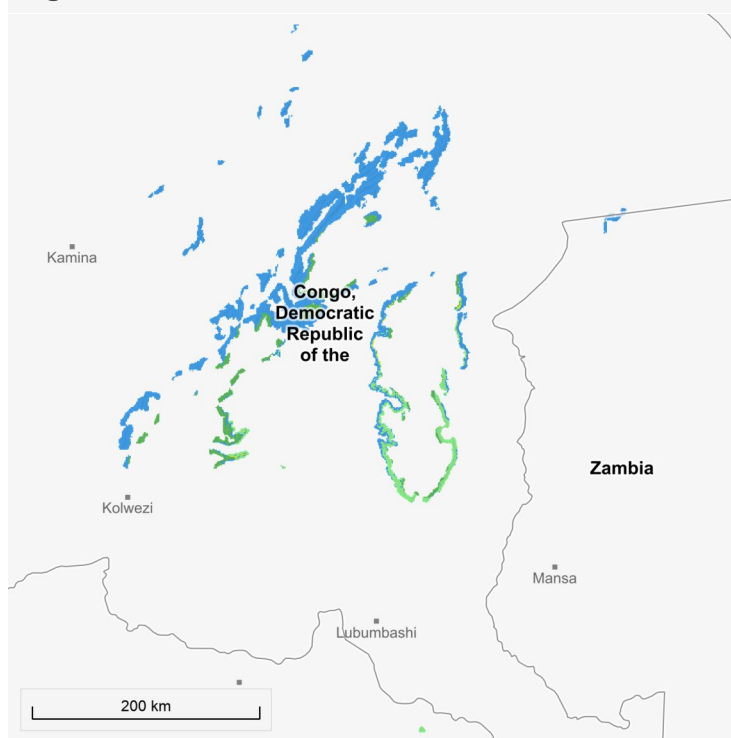 Kamina
Congo,
Democratic
Republic
of the
Zambia
Kolwezi
Mansa
Lubumbashi
200 km